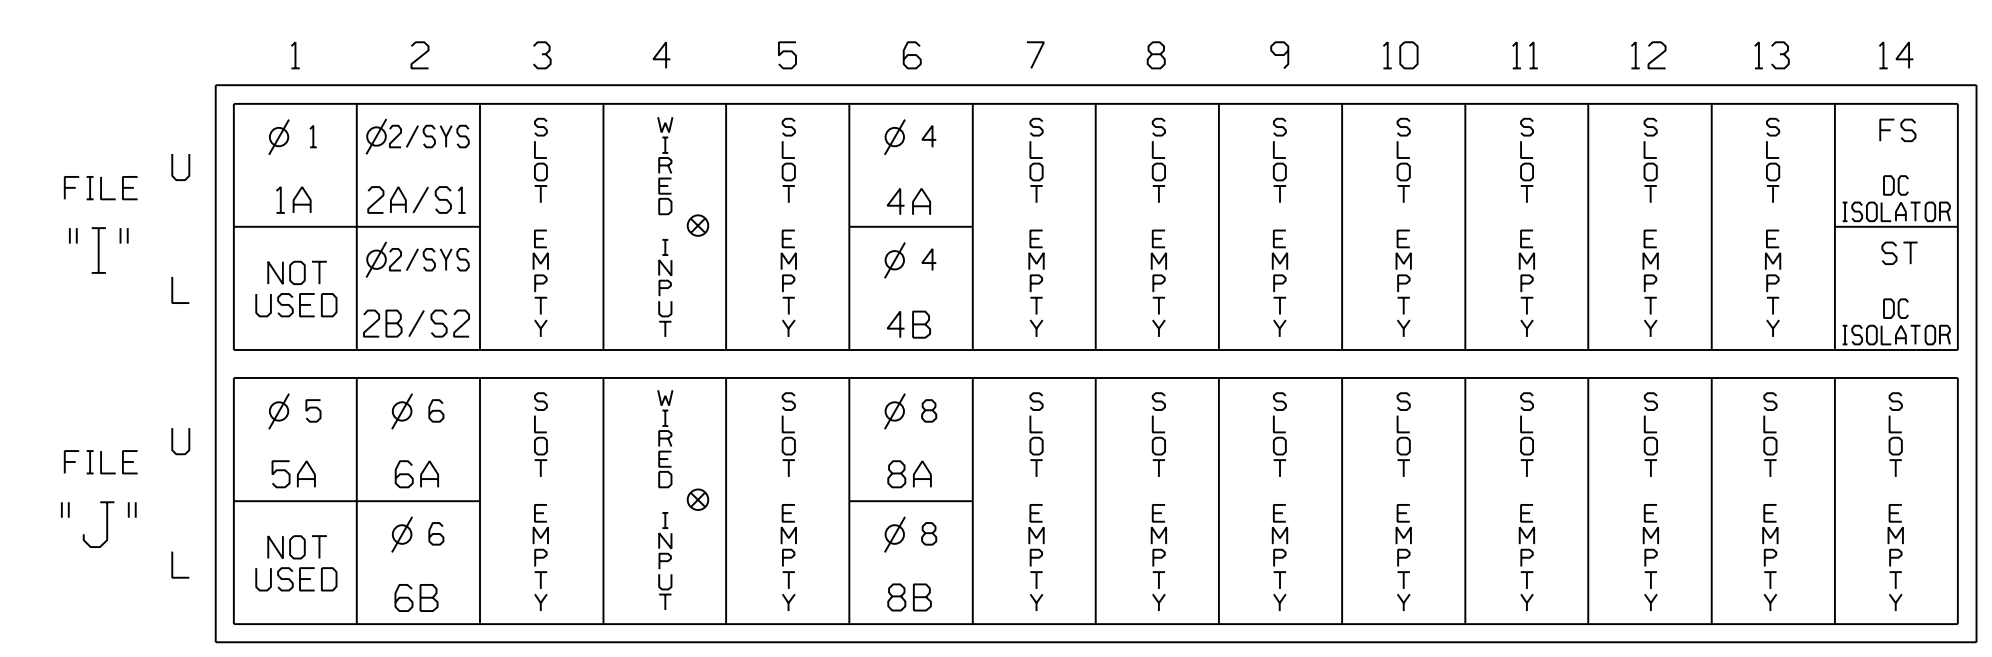 1 2 3 4 5 6 7 8 9 10 11 12 13 14
FILE
"I"
U
L
Ø 1
1A
NOT
USED
Ø2/SYS
2A/S1
Ø2/SYS
2B/S2
SLOT EMPTY
WIRED INPUT
SLOT EMPTY
Ø 4
4A
Ø 4
4B
SLOT EMPTY
SLOT EMPTY
SLOT EMPTY
SLOT EMPTY
SLOT EMPTY
SLOT EMPTY
SLOT EMPTY
FS
DC
ISOLATOR
ST
DC
ISOLATOR
FILE
"J"
U
L
Ø 5
5A
NOT
USED
Ø 6
6A
Ø 6
6B
SLOT EMPTY
WIRED INPUT
SLOT EMPTY
Ø 8
8A
Ø 8
8B
SLOT EMPTY
SLOT EMPTY
SLOT EMPTY
SLOT EMPTY
SLOT EMPTY
SLOT EMPTY
SLOT EMPTY
SLOT EMPTY